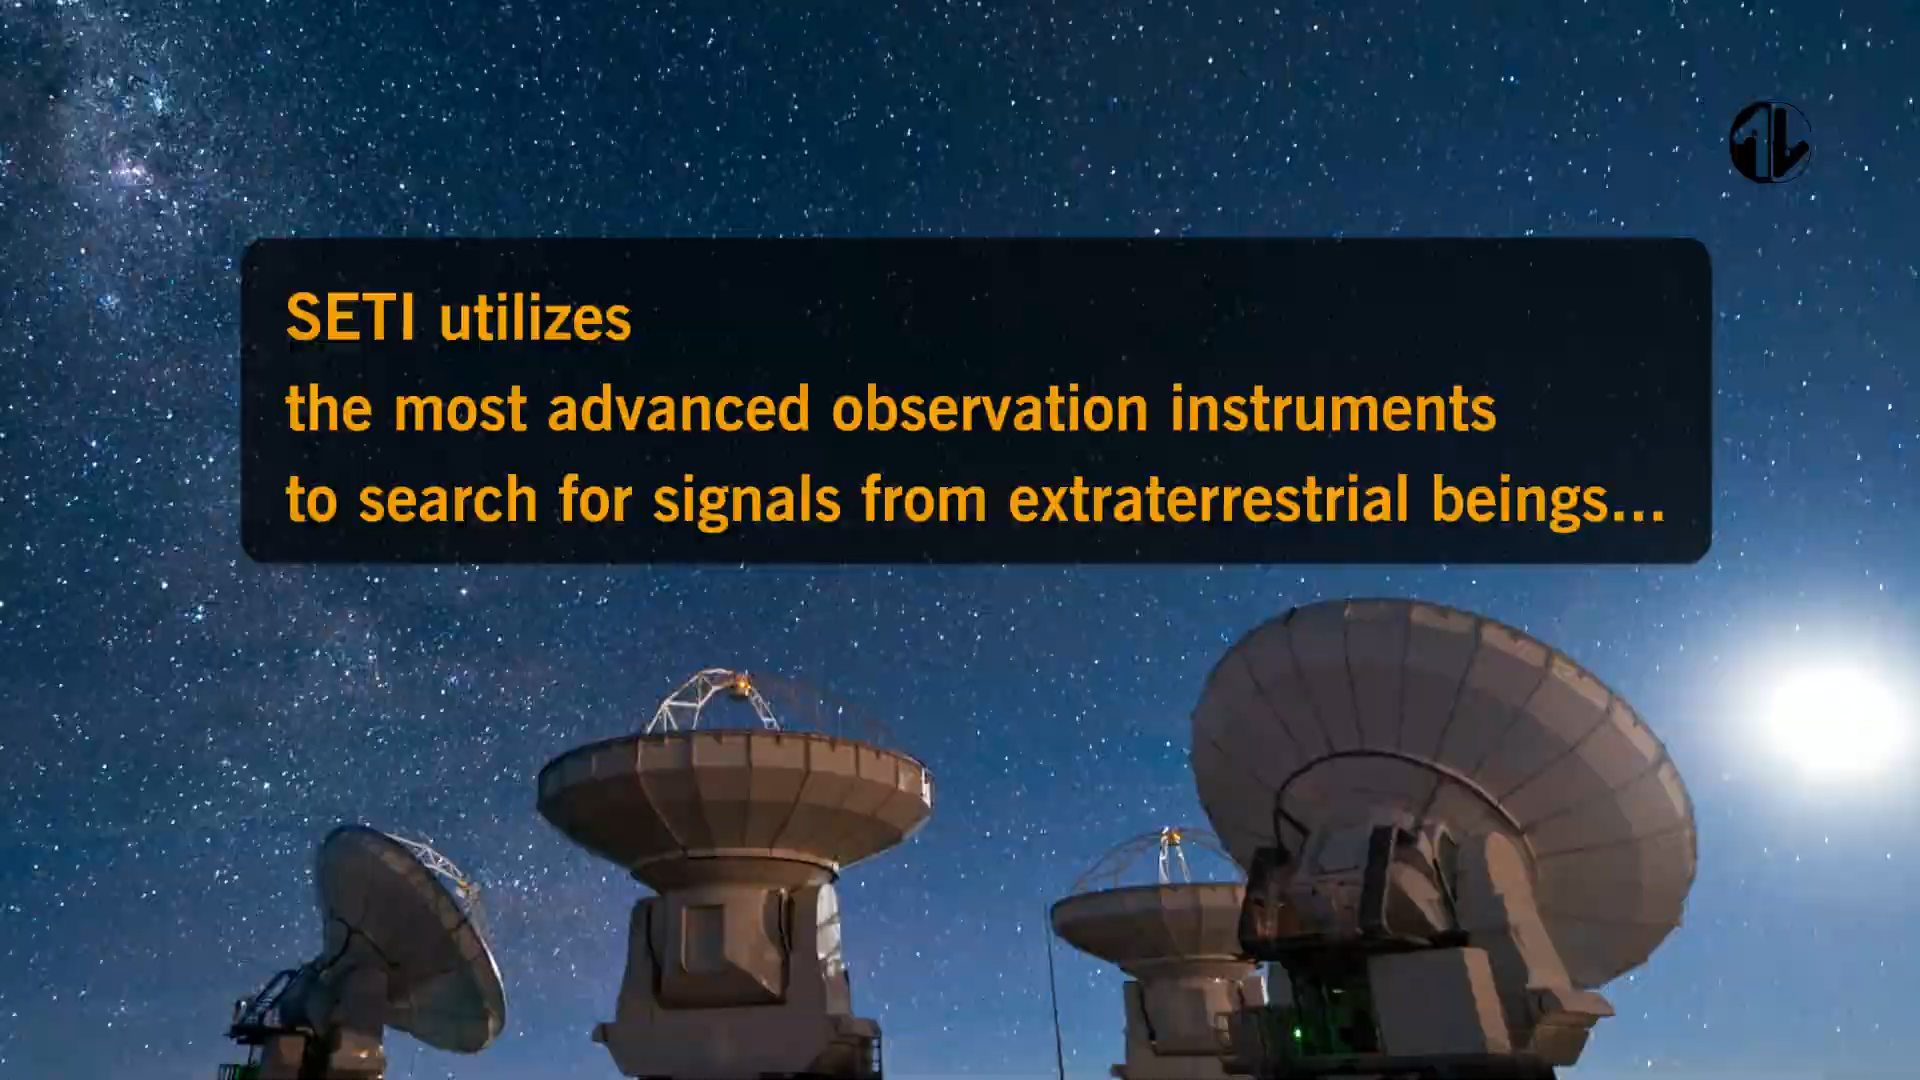 SETI utilizes
the most advanced observation instruments
to search for signals from extraterrestrial beings...